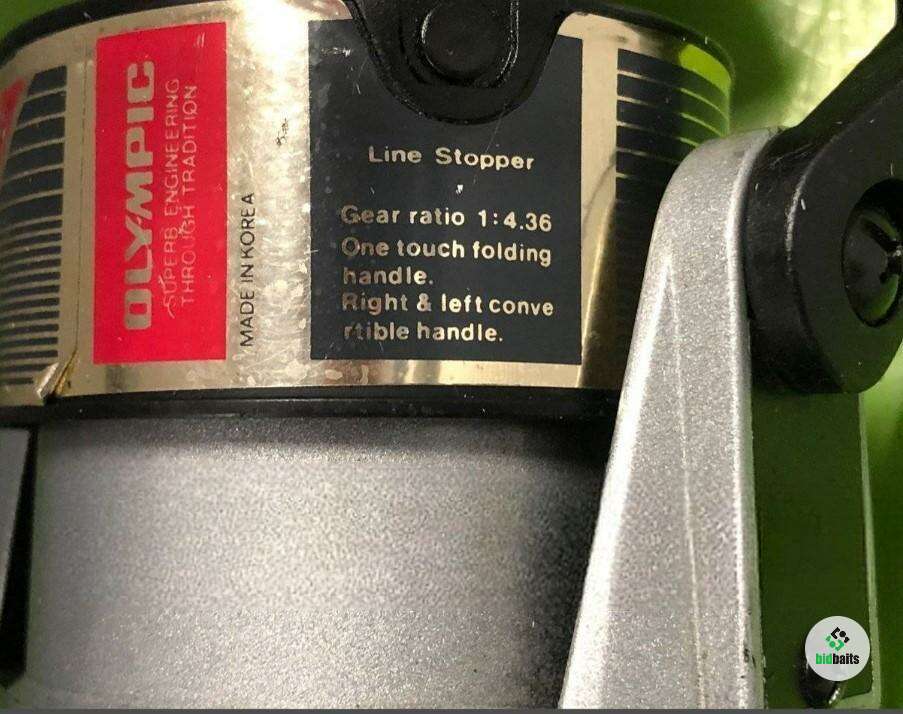 OLYMPIC
SUPERB ENGINEERING
THROUGH TRADITION
MADE IN KOREA
Line Stopper
Gear ratio 1:4.36
One touch folding
handle.
Right & left conve
rtible handle.
bidbaits